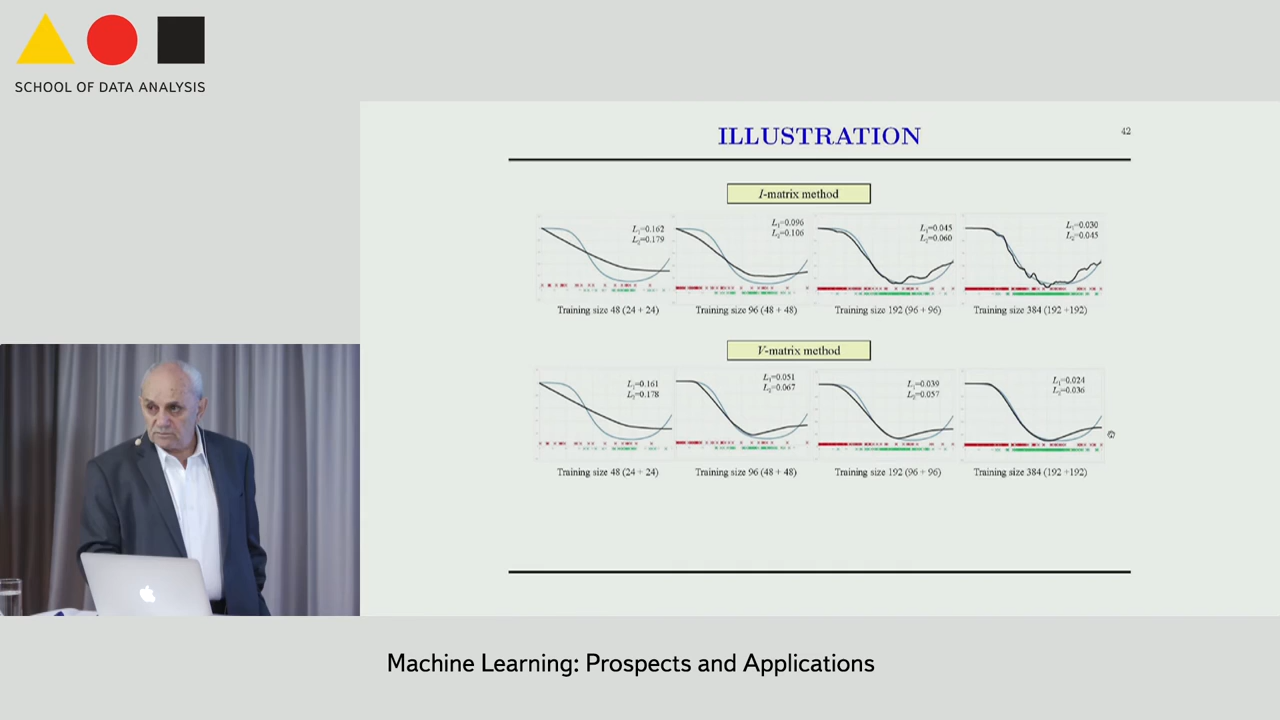 SCHOOL OF DATA ANALYSIS
ILLUSTRATION
42
I-matrix method
L₁=0.162
L₂=0.179
L₁=0.096
L₂=0.106
L₁=0.045
L₂=0.060
L₁=0.030
L₂=0.045
Training size 48 (24 + 24)
Training size 96 (48 + 48)
Training size 192 (96 + 96)
Training size 384 (192 +192)
V-matrix method
L₁=0.161
L₂=0.178
L₁=0.051
L₂=0.067
L₁=0.039
L₂=0.057
L₁=0.024
L₂=0.036
Training size 48 (24 + 24)
Training size 96 (48 + 48)
Training size 192 (96 + 96)
Training size 384 (192 +192)
Machine Learning: Prospects and Applications